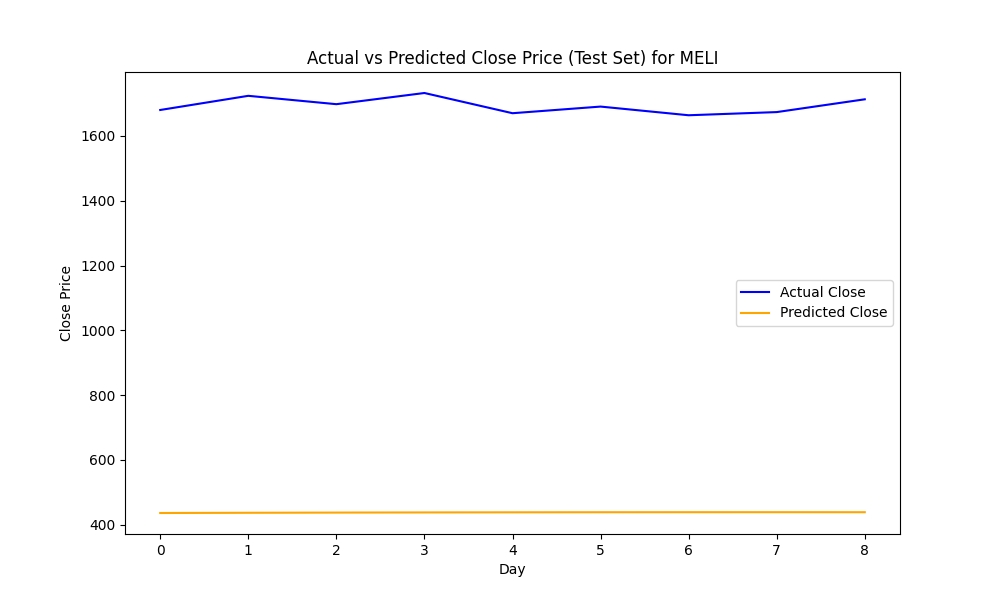 Actual vs Predicted Close Price (Test Set) for MELI
Close Price
1600
1400
1200
1000
800
600
400
Actual Close
Predicted Close
0 1 2 3 4 5 6 7 8
Day